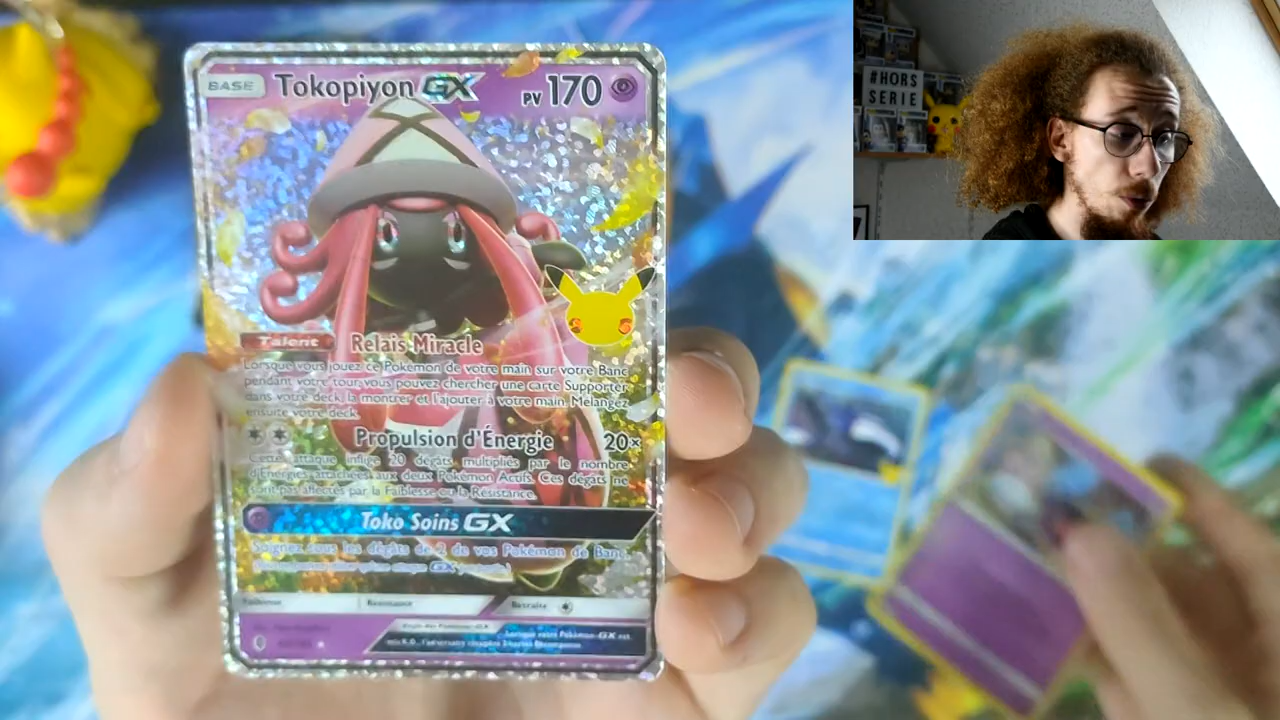 BASE Tokopiyon GX PV 170
#HORS
SERIE
Talent Relais Miracle
Lorsque vous jouez ce Pokémon de votre main sur votre Banc
pendant votre tour, vous pouvez chercher une carte Supporter
dans votre deck, la montrer et l'ajouter à votre main. Mélangez
ensuite votre deck.
Propulsion d'Énergie 20×
Cette attaque inflige 20 dégâts multipliés par le nombre
d'Énergies attachées aux deux Pokémon Actifs. Ces dégâts ne
sont pas affectés par la Faiblesse ou la Résistance.
Toko Soins GX
Soignez tous les dégâts de 2 de vos Pokémon de Banc.
Faiblesse Résistance Retraite